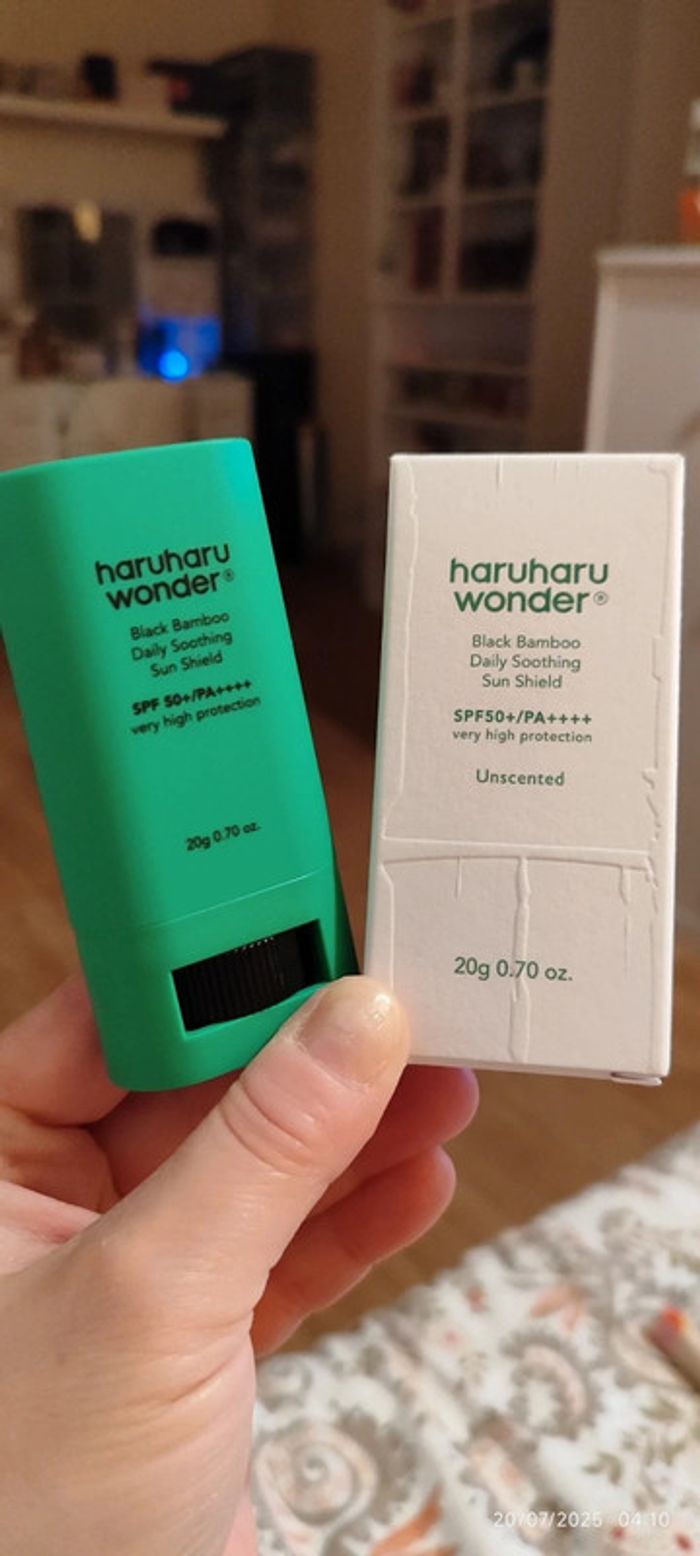 haruharu
wonder®
Black Bamboo
Daily Soothing
Sun Shield
SPF 50+/PA++++
very high protection
20g 0.70 oz.
haruharu
wonder®
Black Bamboo
Daily Soothing
Sun Shield
SPF50+/PA++++
very high protection
Unscented
20g 0.70 oz.
20/07/2025 04:10